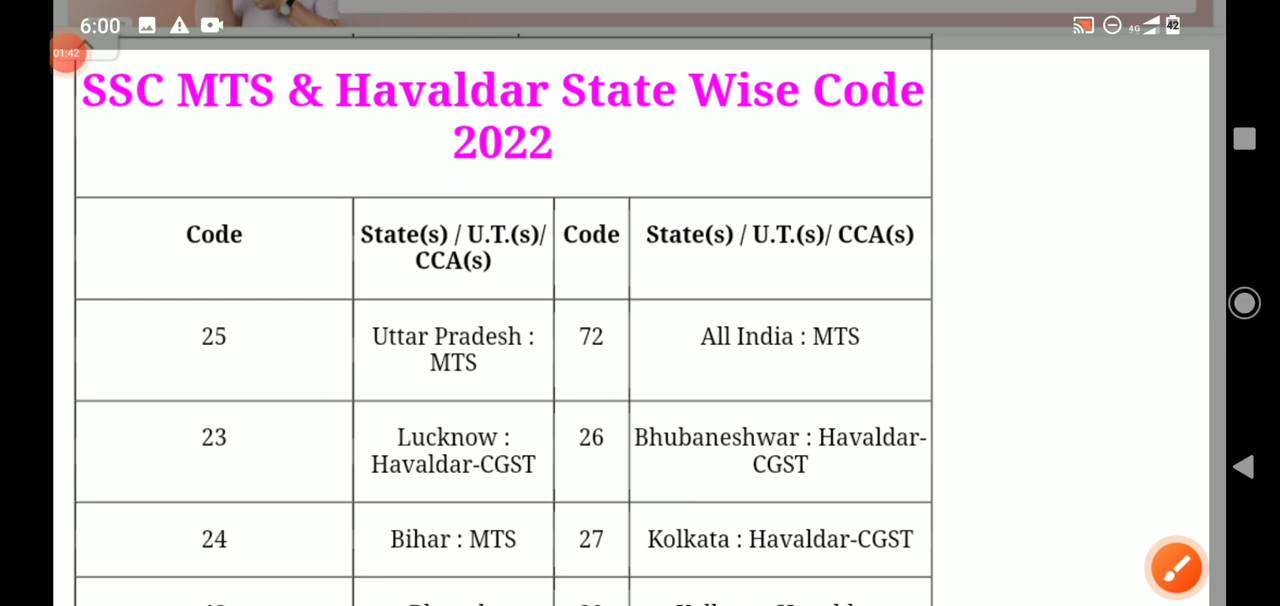 6:00
4G
42
01:42
SSC MTS & Havaldar State Wise Code
2022
Code
State(s) / U.T.(s)/
CCA(s)
Code
State(s) / U.T.(s)/ CCA(s)
25
Uttar Pradesh :
MTS
72
All India : MTS
23
Lucknow :
Havaldar-CGST
26
Bhubaneshwar : Havaldar-
CGST
24
Bihar : MTS
27
Kolkata : Havaldar-CGST